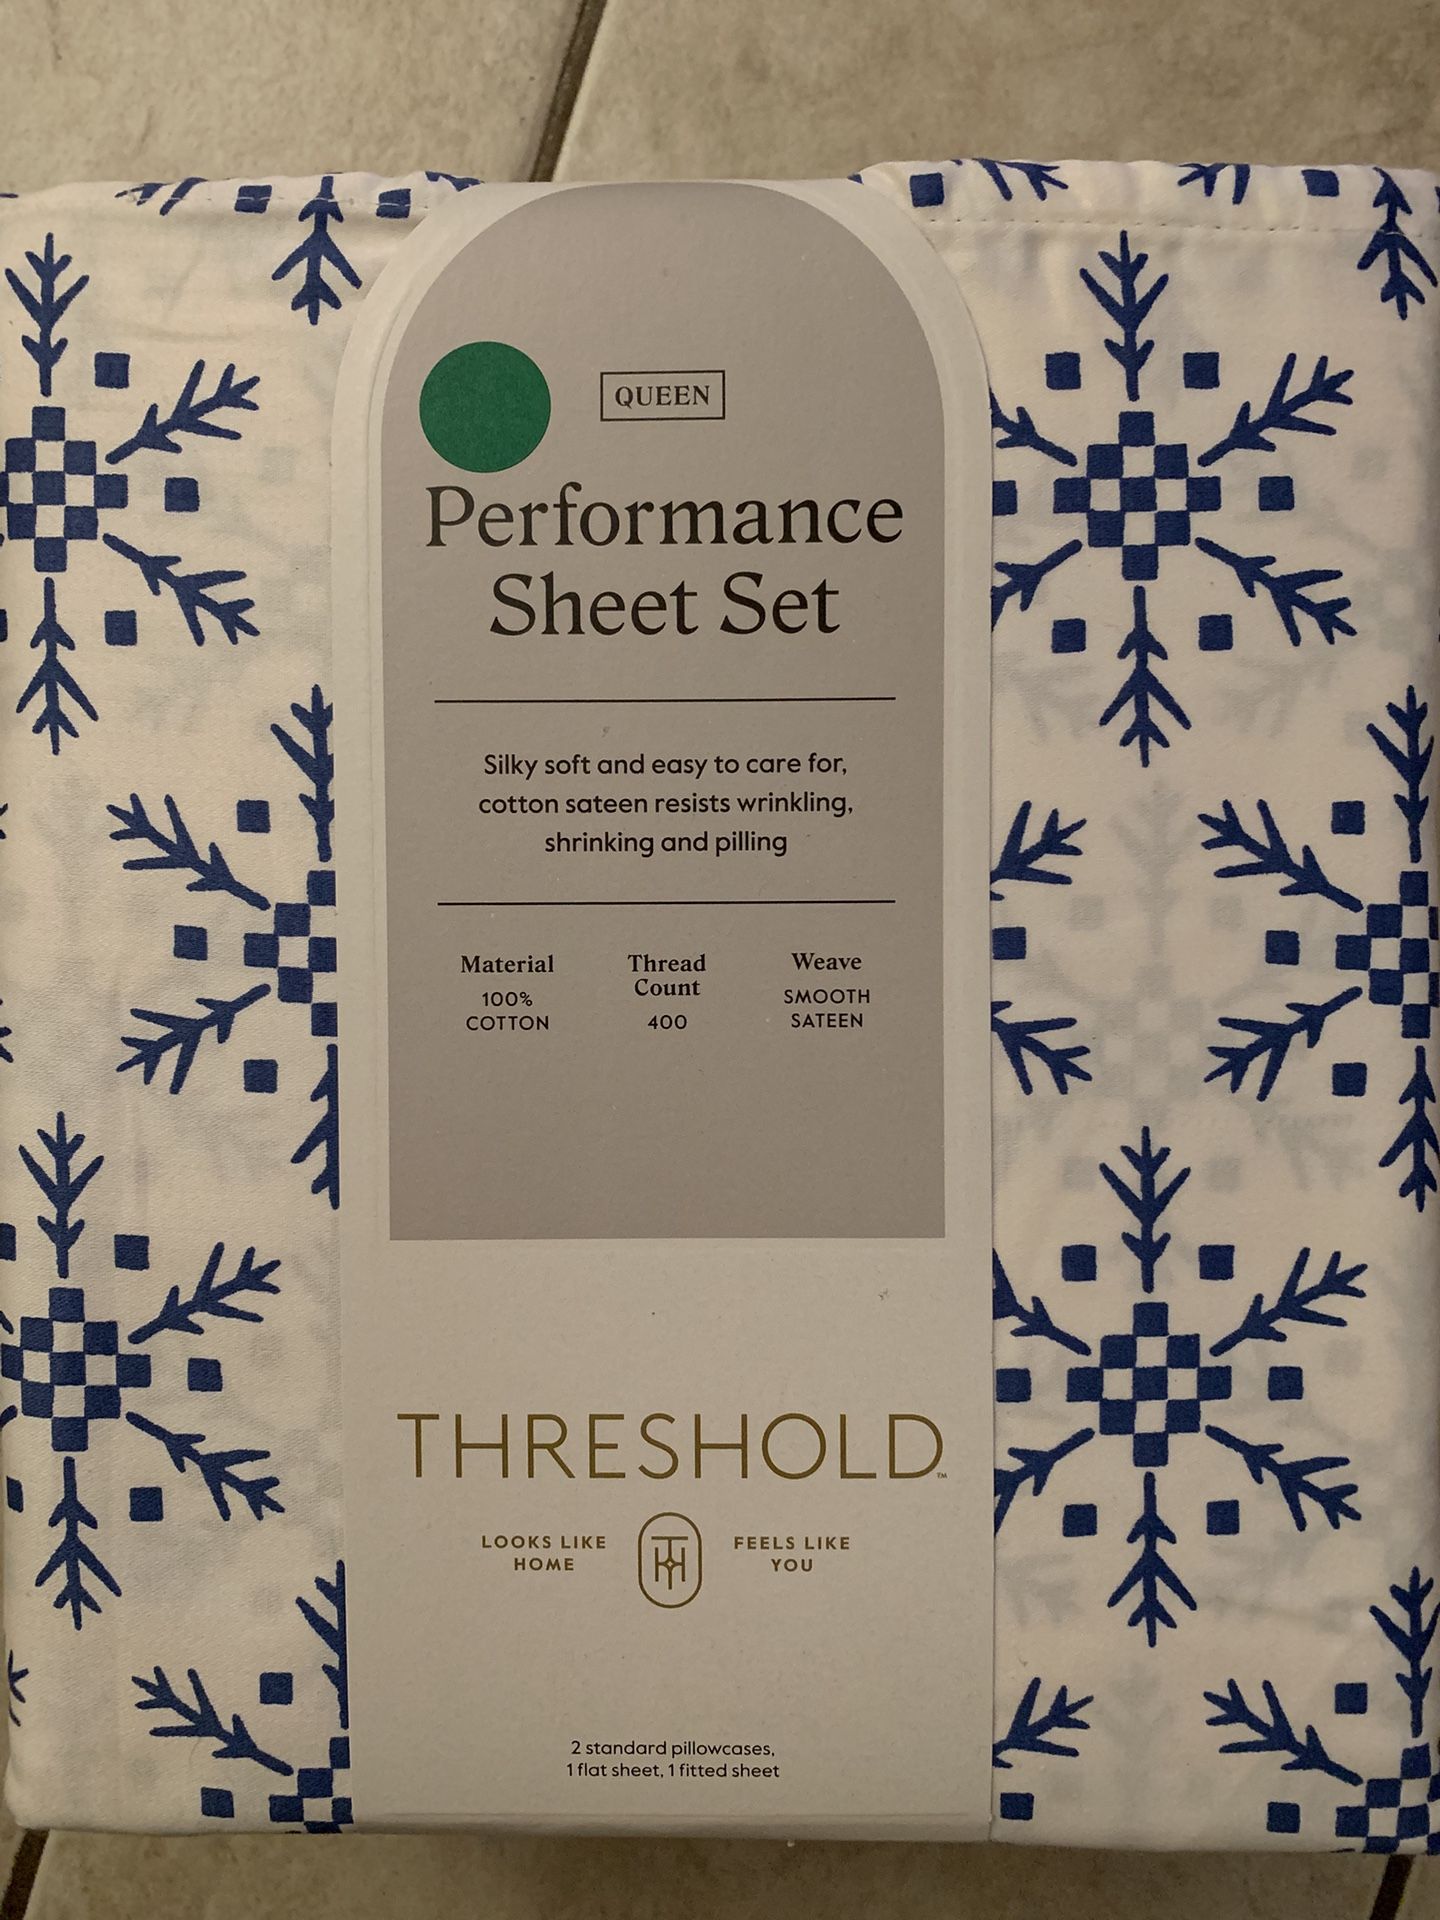 QUEEN
Performance
Sheet Set
Silky soft and easy to care for,
cotton sateen resists wrinkling,
shrinking and pilling
Material
100%
COTTON
Thread
Count
400
Weave
SMOOTH
SATEEN
THRESHOLD™
LOOKS LIKE
HOME
FEELS LIKE
YOU
2 standard pillowcases,
1 flat sheet, 1 fitted sheet